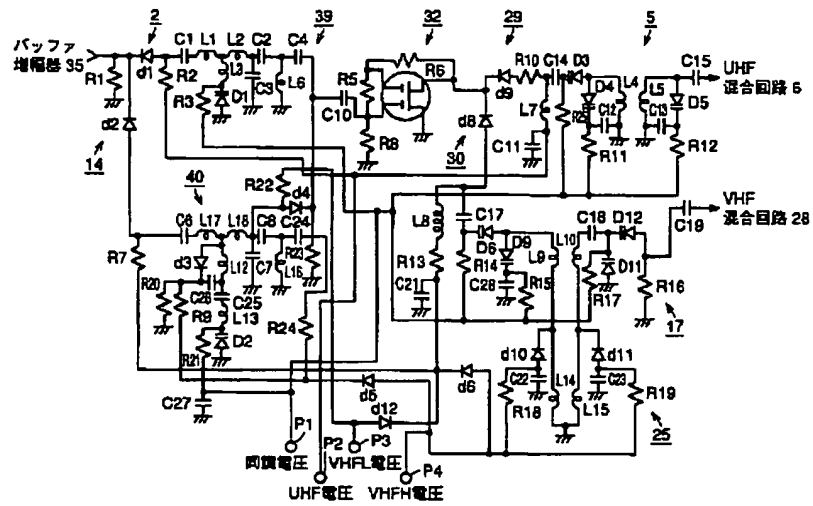 2
39
32
29
5
バッファ
増幅器 35
R1
d1
C1
L1
L2
C2
C4
R2
L3
D1
C3
L6
R3
d2
14
R5
R6
R8
C10
d9
R10
C14
D3
D4
L4
L5
D5
C15
UHF
混合回路 6
L7
R25
C12
C13
R11
R12
d8
30
C11
40
R22
d4
C6
L17
L18
C8
C24
R7
d3
L12
C7
L16
R23
R20
C26
C25
R9
L13
R21
D2
R24
C27
L8
C17
D6
D9
R13
R14
C28
R15
C21
L9
L10
C18
D12
D11
R17
R16
C19
VHF
混合回路 28
17
d10
d11
C22
C23
L14
L15
R18
R19
25
d5
d6
d12
P1
P2
P3
P4
同調電圧
VHFL電圧
UHF電圧
VHFH電圧